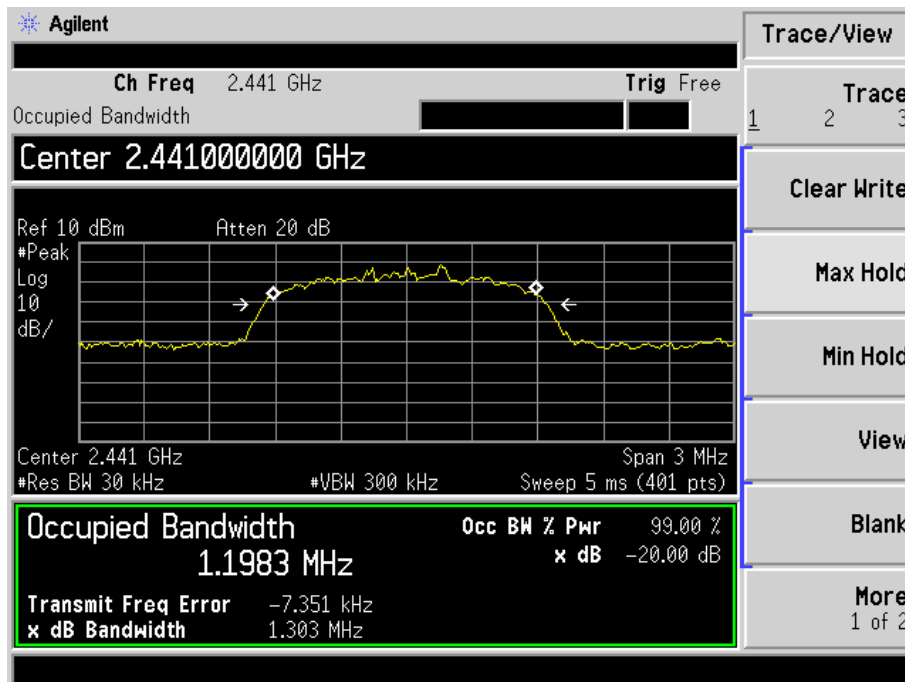 Agilent
Trace/View
Ch Freq 2.441 GHz Trig Free
Occupied Bandwidth
Trace
1 2 3
Center 2.441000000 GHz
Clear Write
Ref 10 dBm Atten 20 dB
#Peak
Log
10
dB/
Max Hold
Min Hold
View
Center 2.441 GHz Span 3 MHz
#Res BW 30 kHz #VBW 300 kHz Sweep 5 ms (401 pts)
Occupied Bandwidth
1.1983 MHz
Occ BW % Pwr 99.00 %
x dB -20.00 dB
Blank
Transmit Freq Error -7.351 kHz
x dB Bandwidth 1.303 MHz
More
1 of 2